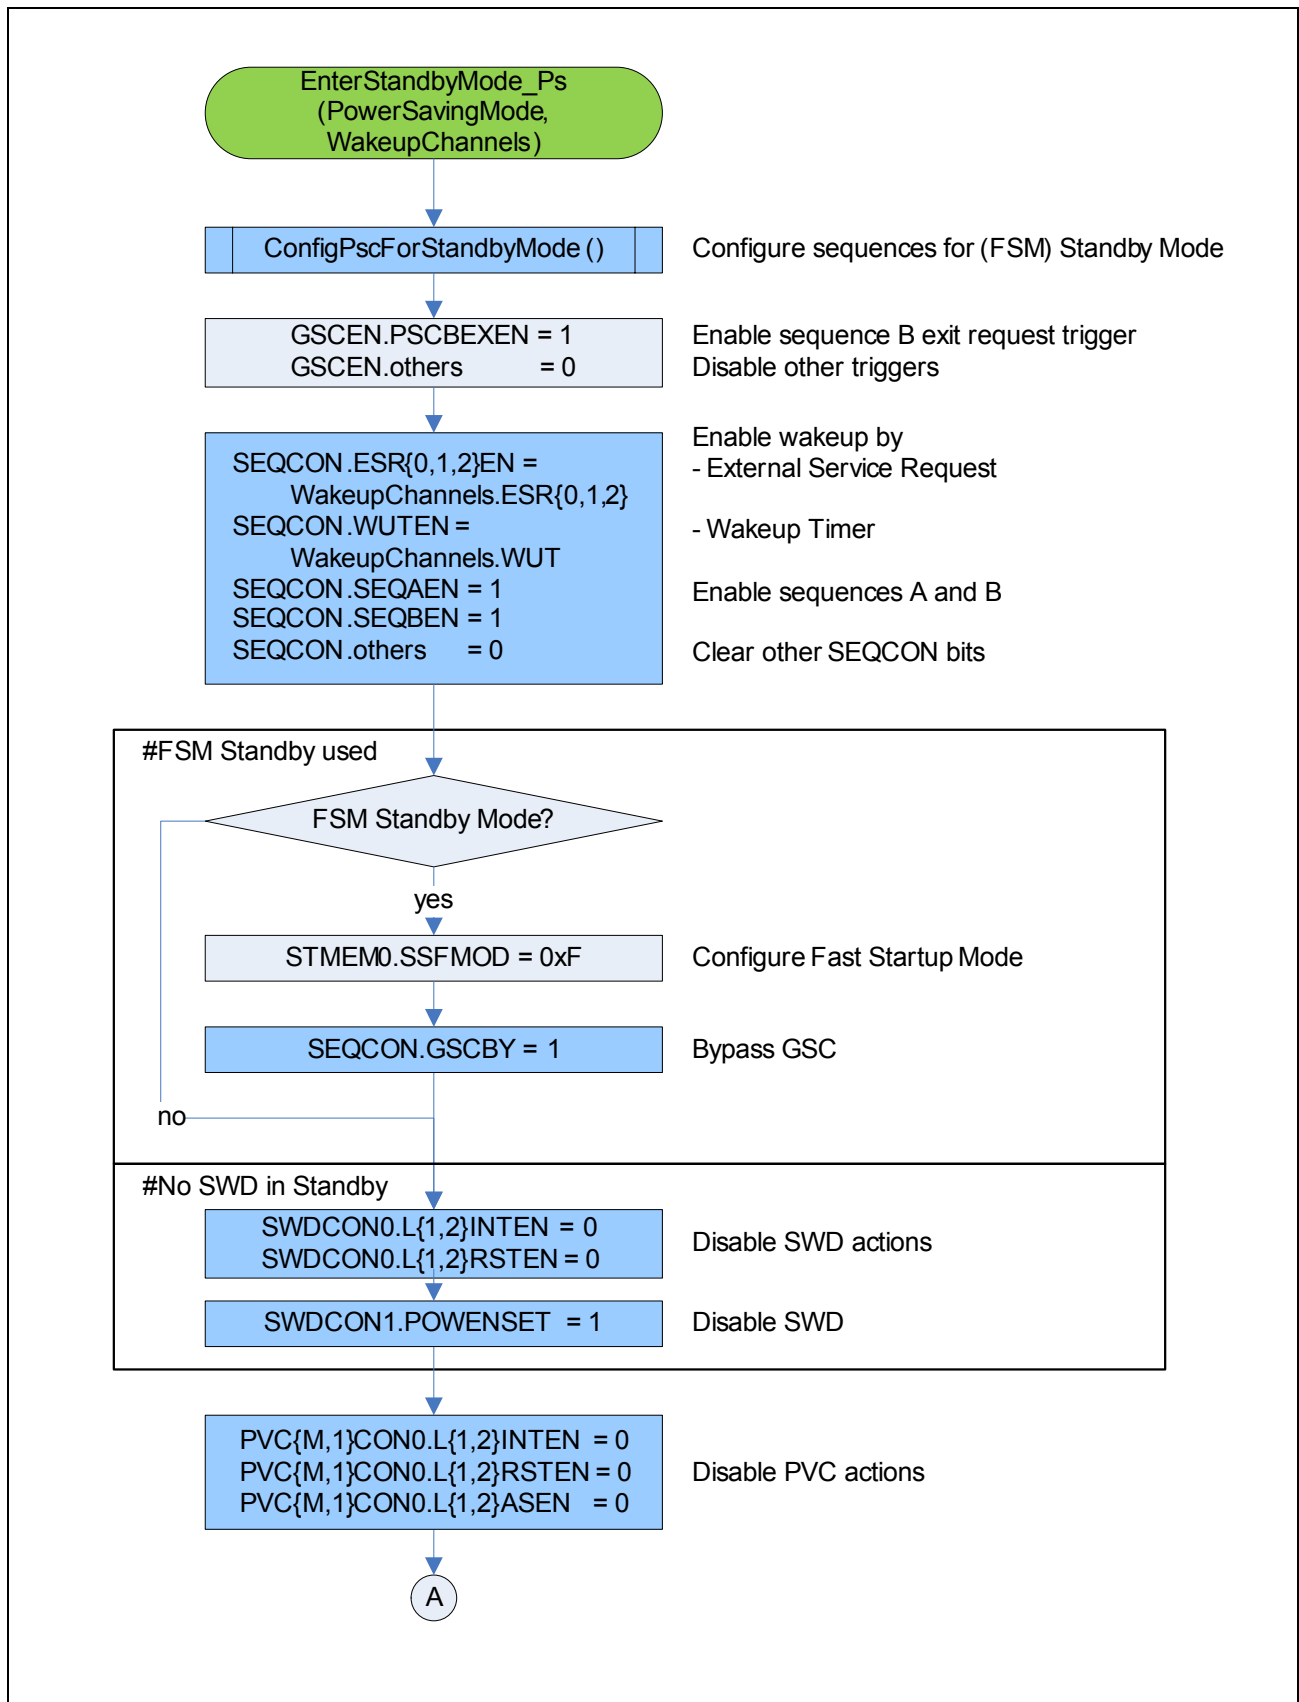 EnterStandbyMode_Ps
(PowerSavingMode,
WakeupChannels)
ConfigPscForStandbyMode ()
Configure sequences for (FSM) Standby Mode
GSCEN.PSCBEXEN = 1
GSCEN.others = 0
Enable sequence B exit request trigger
Disable other triggers
SEQCON.ESR{0,1,2}EN =
WakeupChannels.ESR{0,1,2}
SEQCON.WUTEN =
WakeupChannels.WUT
SEQCON.SEQAEN = 1
SEQCON.SEQBEN = 1
SEQCON.others = 0
Enable wakeup by
- External Service Request
- Wakeup Timer
Enable sequences A and B
Clear other SEQCON bits
#FSM Standby used
FSM Standby Mode?
yes
STMEM0.SSFMOD = 0xF
Configure Fast Startup Mode
SEQCON.GSCBY = 1
Bypass GSC
no
#No SWD in Standby
SWDCON0.L{1,2}INTEN = 0
SWDCON0.L{1,2}RSTEN = 0
Disable SWD actions
SWDCON1.POWENSET = 1
Disable SWD
PVC{M,1}CON0.L{1,2}INTEN = 0
PVC{M,1}CON0.L{1,2}RSTEN = 0
PVC{M,1}CON0.L{1,2}ASEN = 0
Disable PVC actions
A